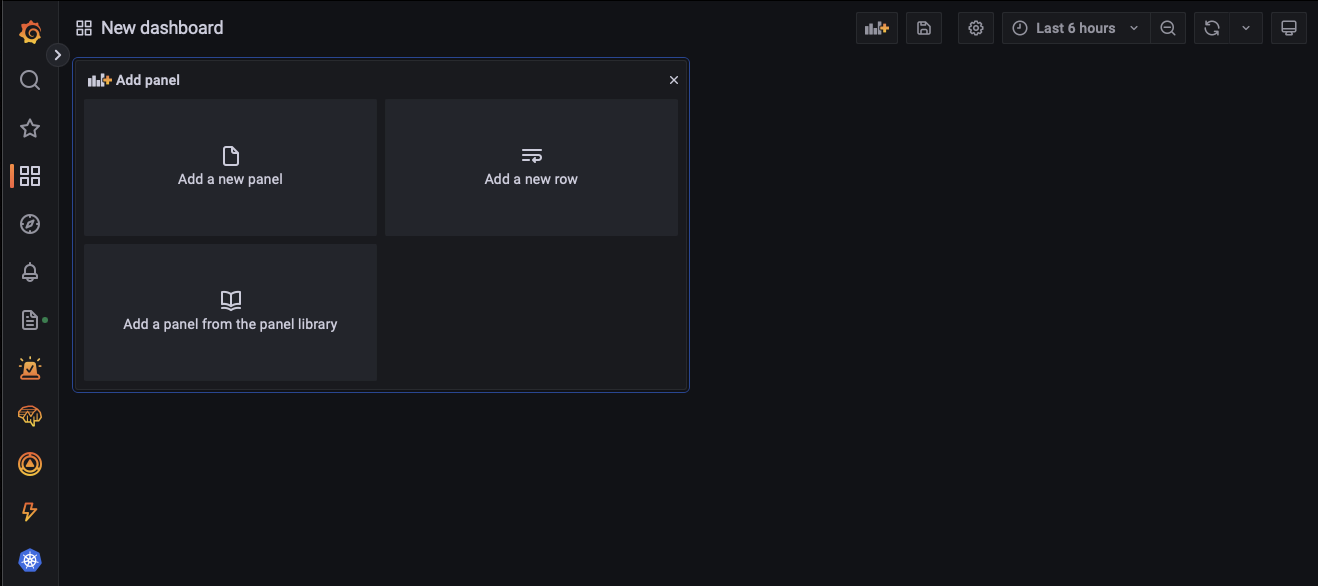 New dashboard
Last 6 hours
Add panel
Add a new panel
Add a new row
Add a panel from the panel library